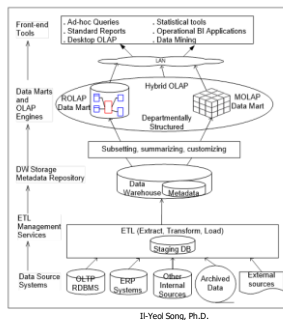 Front-end
Tools
. Ad-hoc Queries
. Standard Reports
. Desktop OLAP
. Statistical tools
. Operational BI Applications
. Data Mining
LAN
Data Marts
and OLAP
Engines
Hybrid OLAP
ROLAP
Data Mart
MOLAP
Data Mart
Departmentally
Structured
Subsetting, summarizing, customizing
DW Storage
Metadata Repository
Data
Warehouse
Metadata
ETL
Management
Services
ETL (Extract, Transform, Load)
Staging DB
Data Source
Systems
OLTP
RDBMS
ERP
Systems
Other
Internal
Sources
Archived
Data
External
sources
Il-Yeol Song, Ph.D.